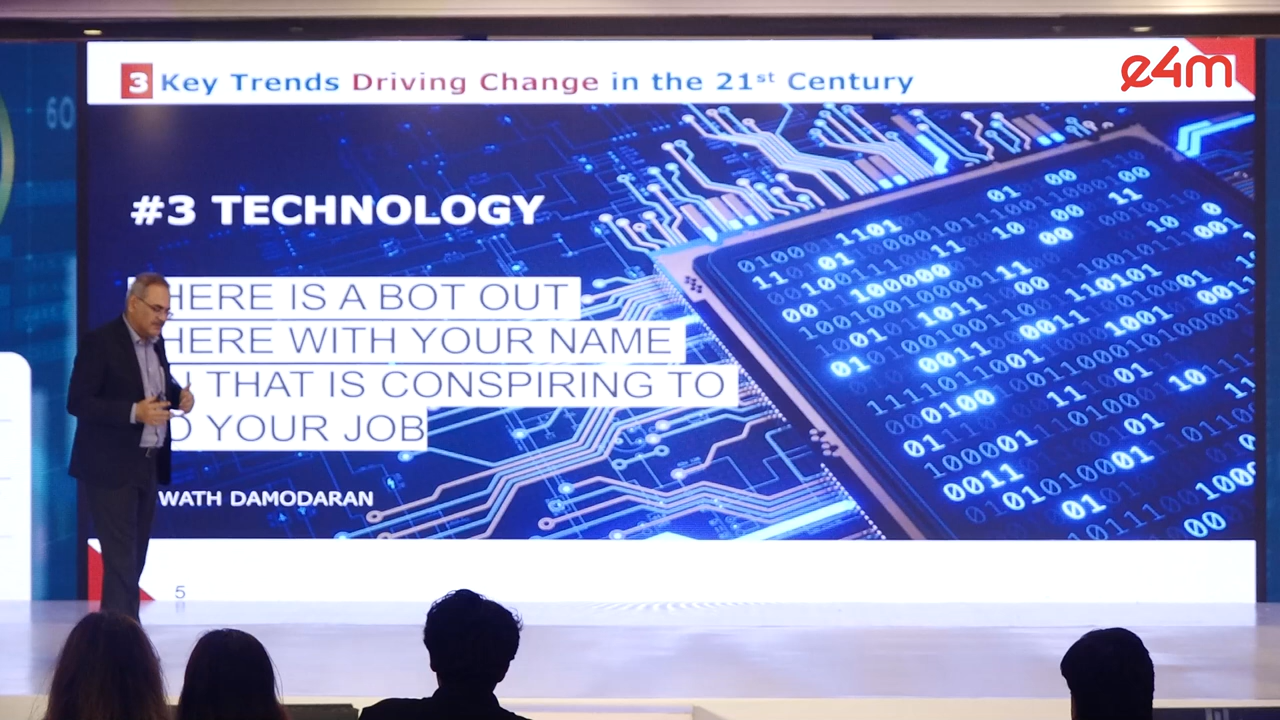 3 Key Trends Driving Change in the 21st Century
e4m
60
#3 TECHNOLOGY
HERE IS A BOT OUT
HERE WITH YOUR NAME
THAT IS CONSPIRING TO
YOUR JOB
WATH DAMODARAN
5